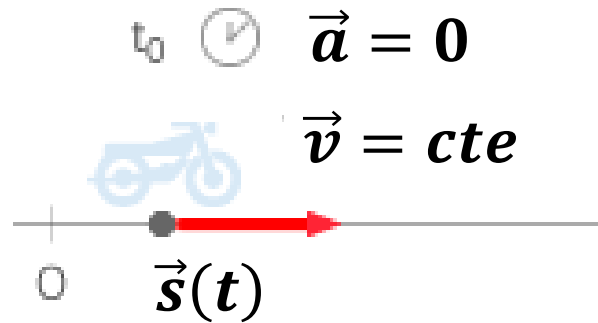 t₀ a⃗ = 0
v⃗ = cte
0
s⃗(t)